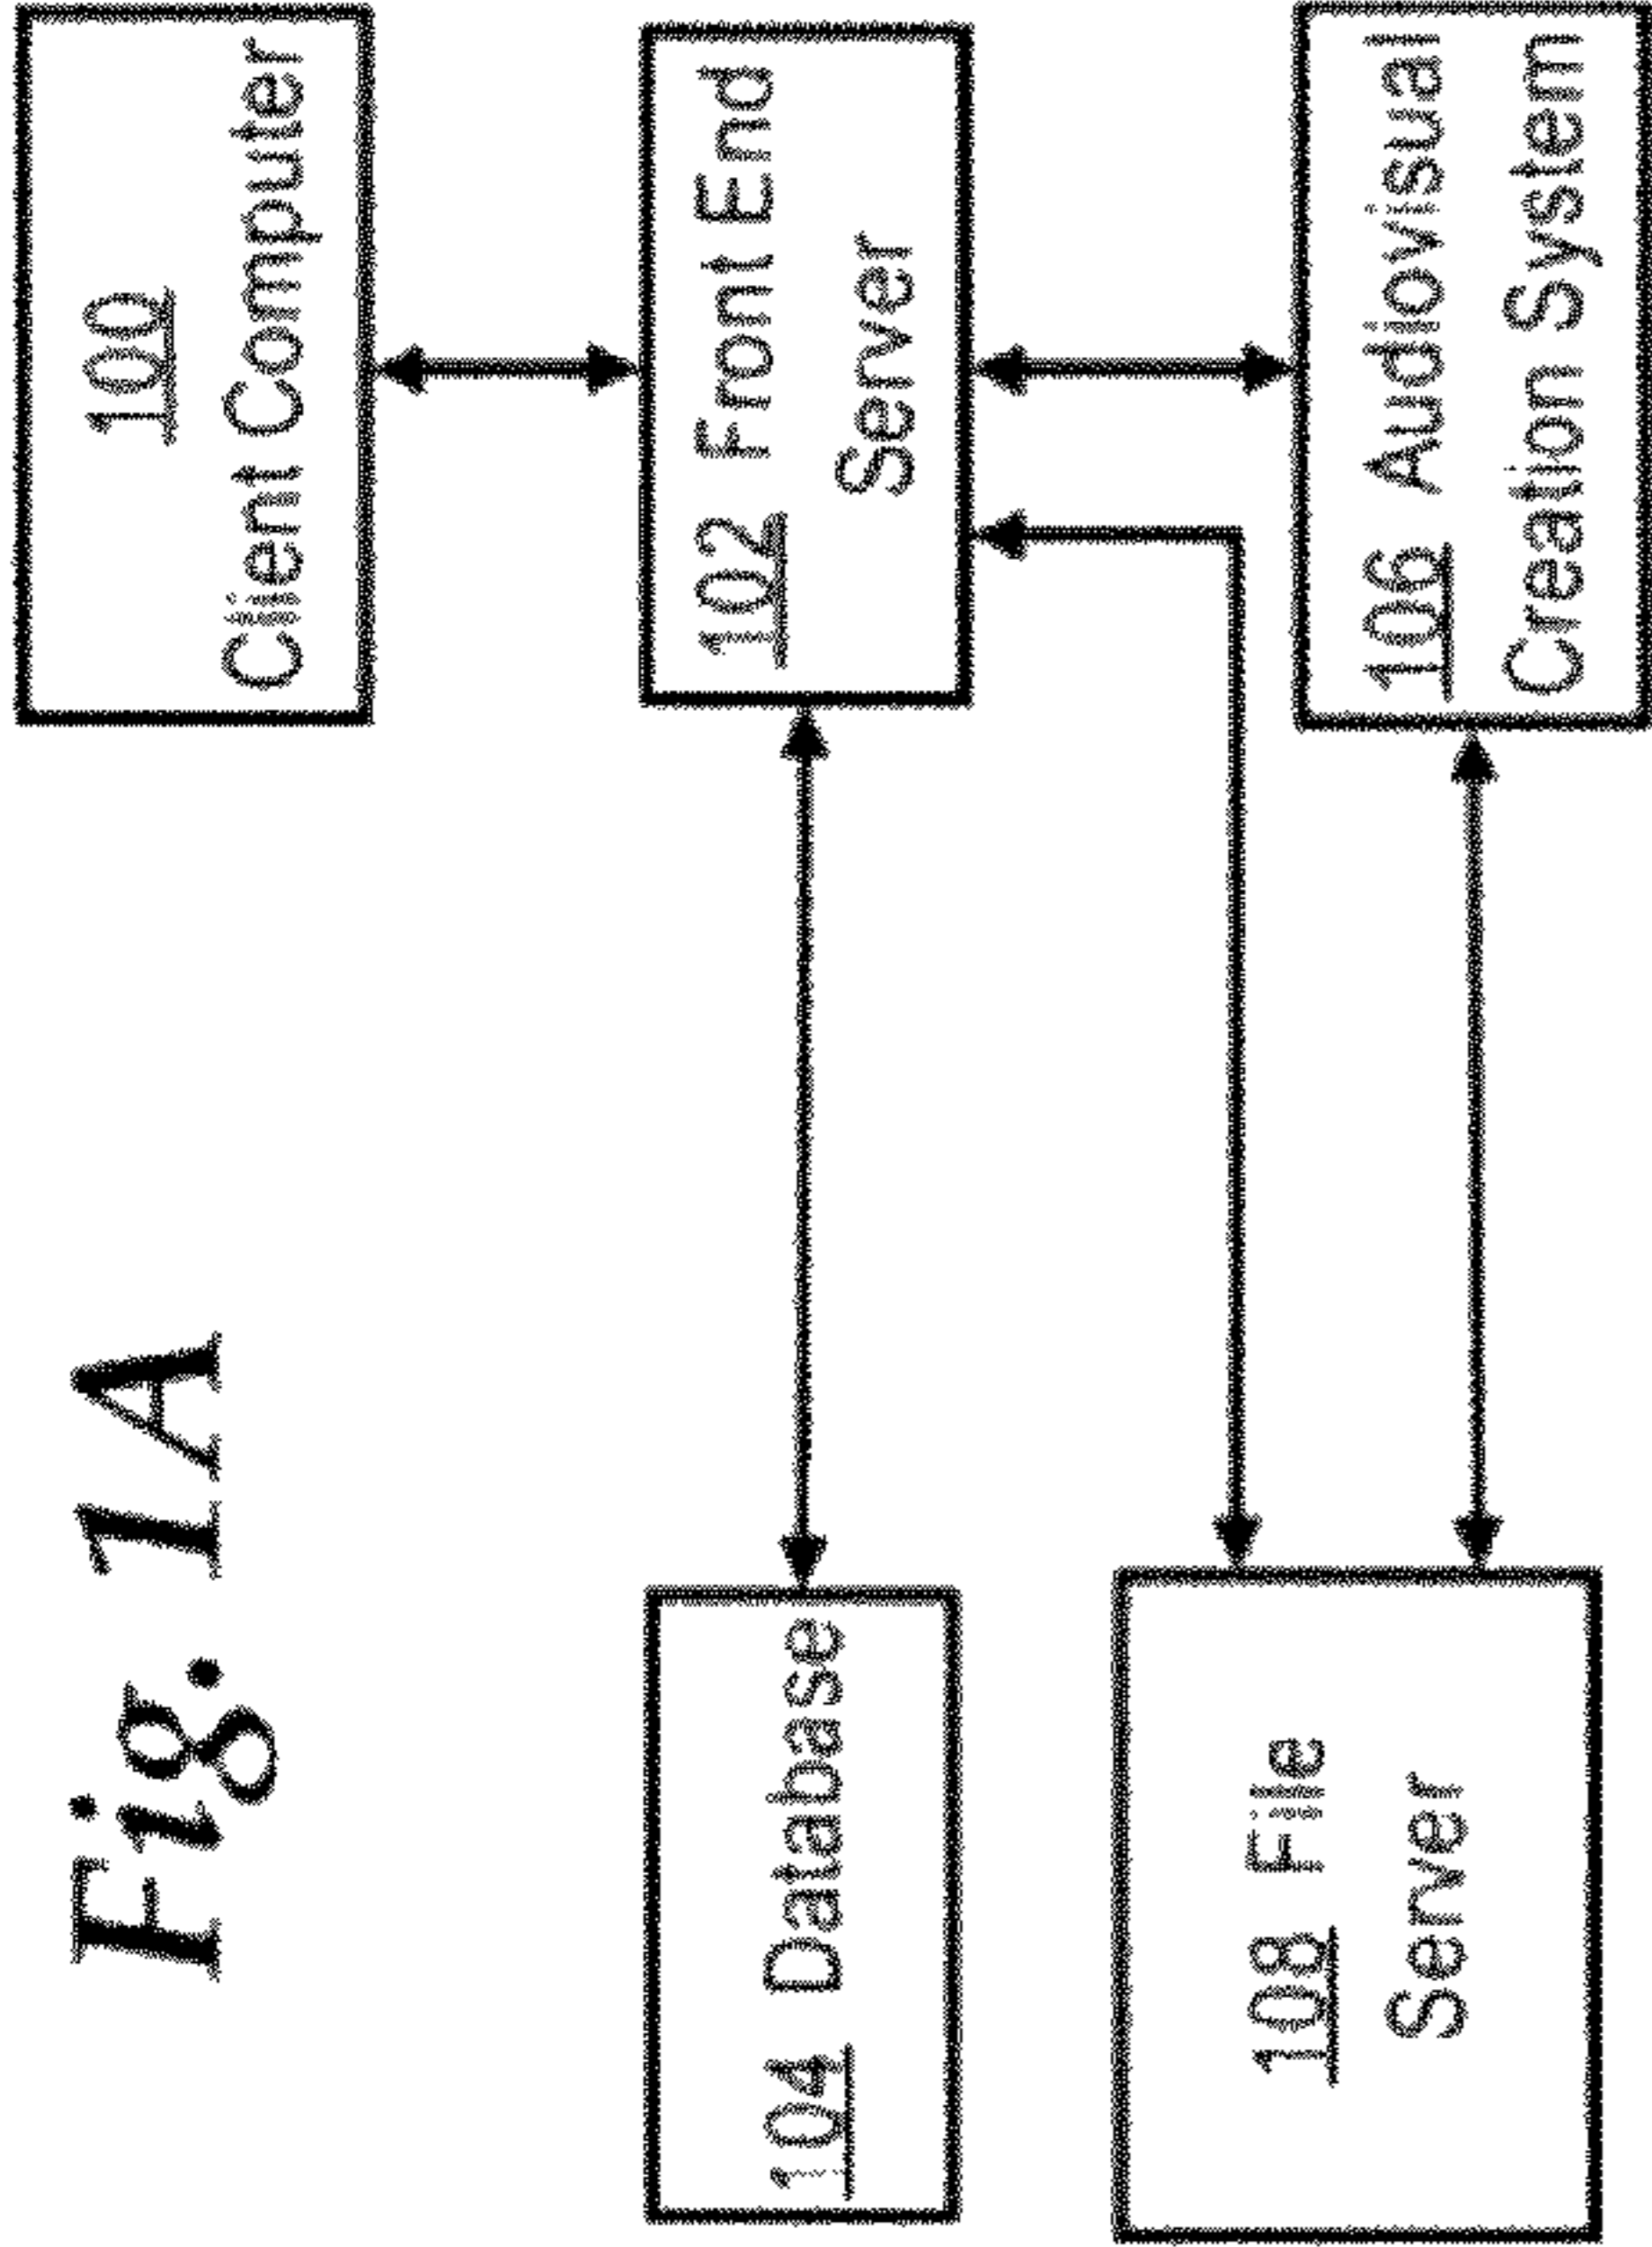 Fig. 1A
100
Client Computer
104 Database
102 Front End
Server
108 File
Server
106 Audiovisual
Creation System